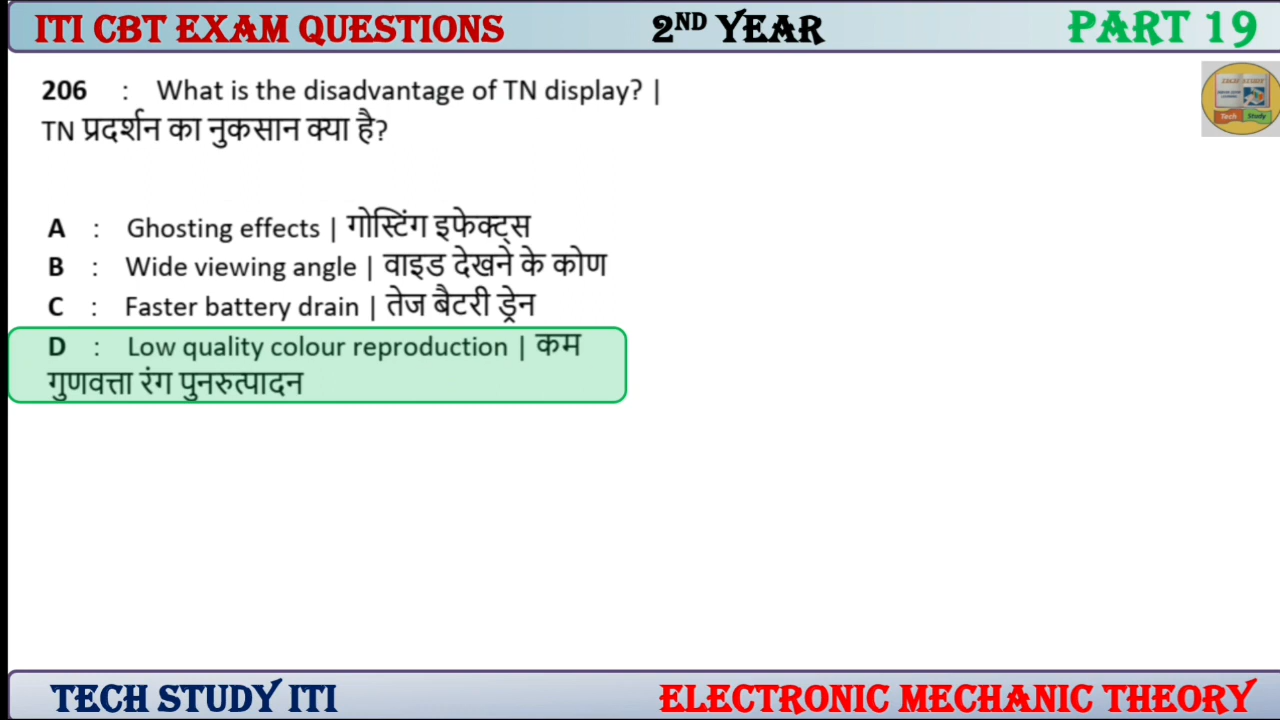 ITI CBT EXAM QUESTIONS 2ND YEAR PART 19
206 : What is the disadvantage of TN display? |
TN प्रदर्शन का नुकसान क्या है?
A : Ghosting effects | गोस्टिंग इफेक्ट्स
B : Wide viewing angle | वाइड देखने के कोण
C : Faster battery drain | तेज बैटरी ड्रेन
D : Low quality colour reproduction | कम
गुणवत्ता रंग पुनरुत्पादन
Tech Study
TECH STUDY ITI ELECTRONIC MECHANIC THEORY